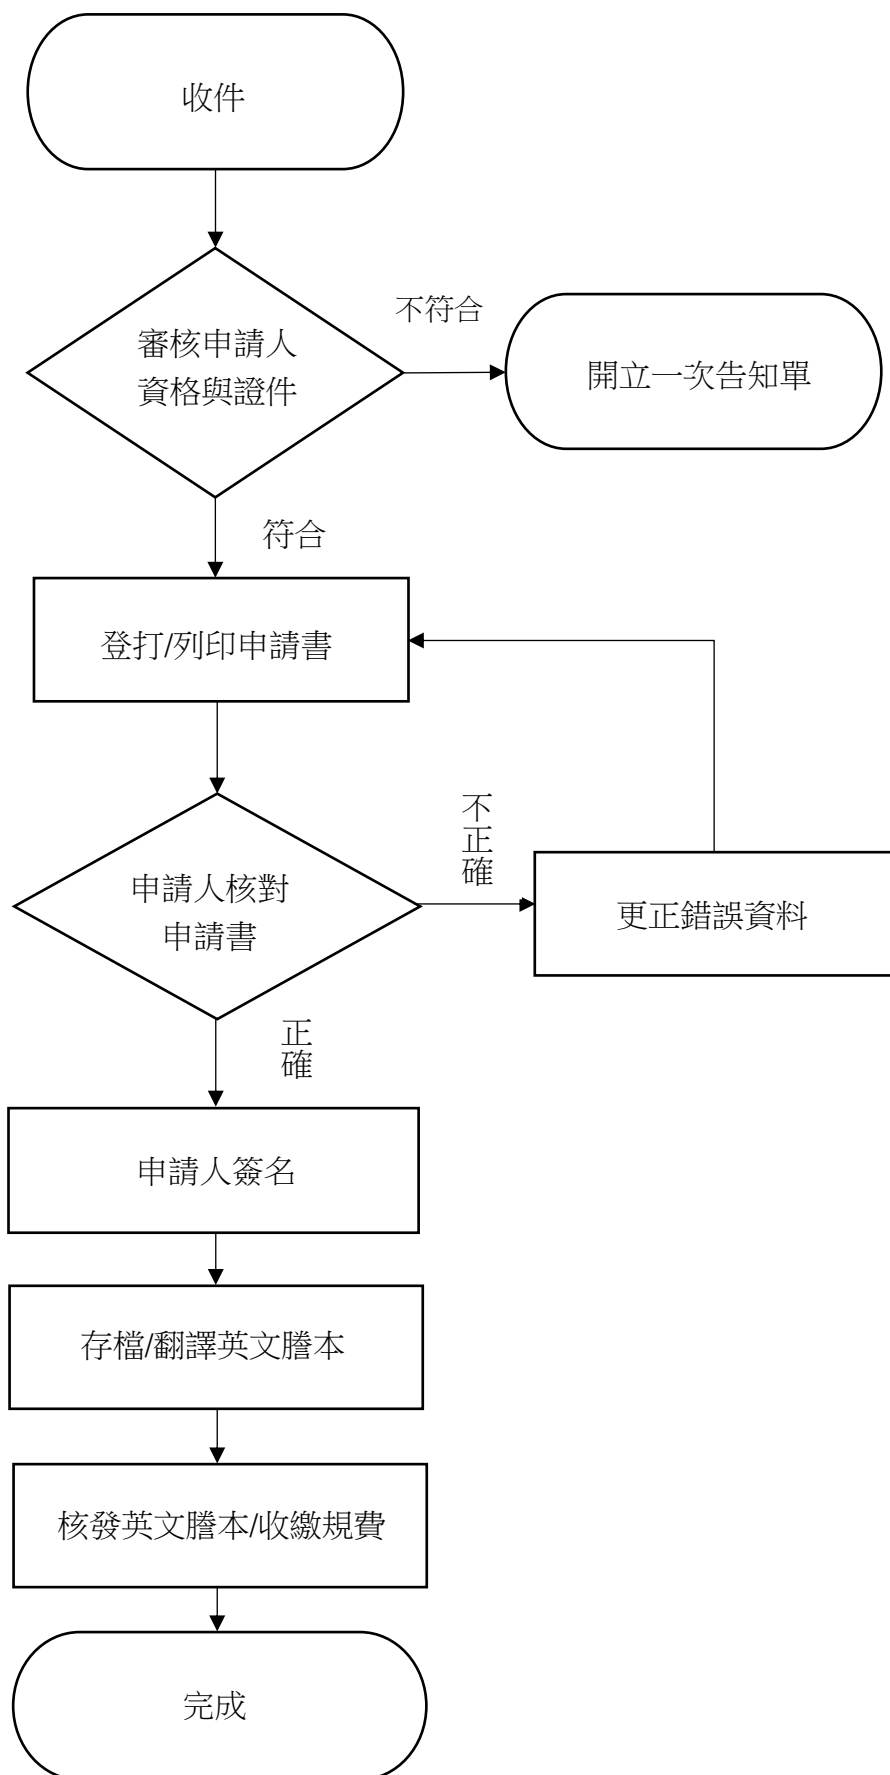 收件
審核申請人
資格與證件
不符合
開立一次告知單
符合
登打/列印申請書
申請人核對
申請書
不正確
更正錯誤資料
正確
申請人簽名
存檔/翻譯英文謄本
核發英文謄本/收繳規費
完成